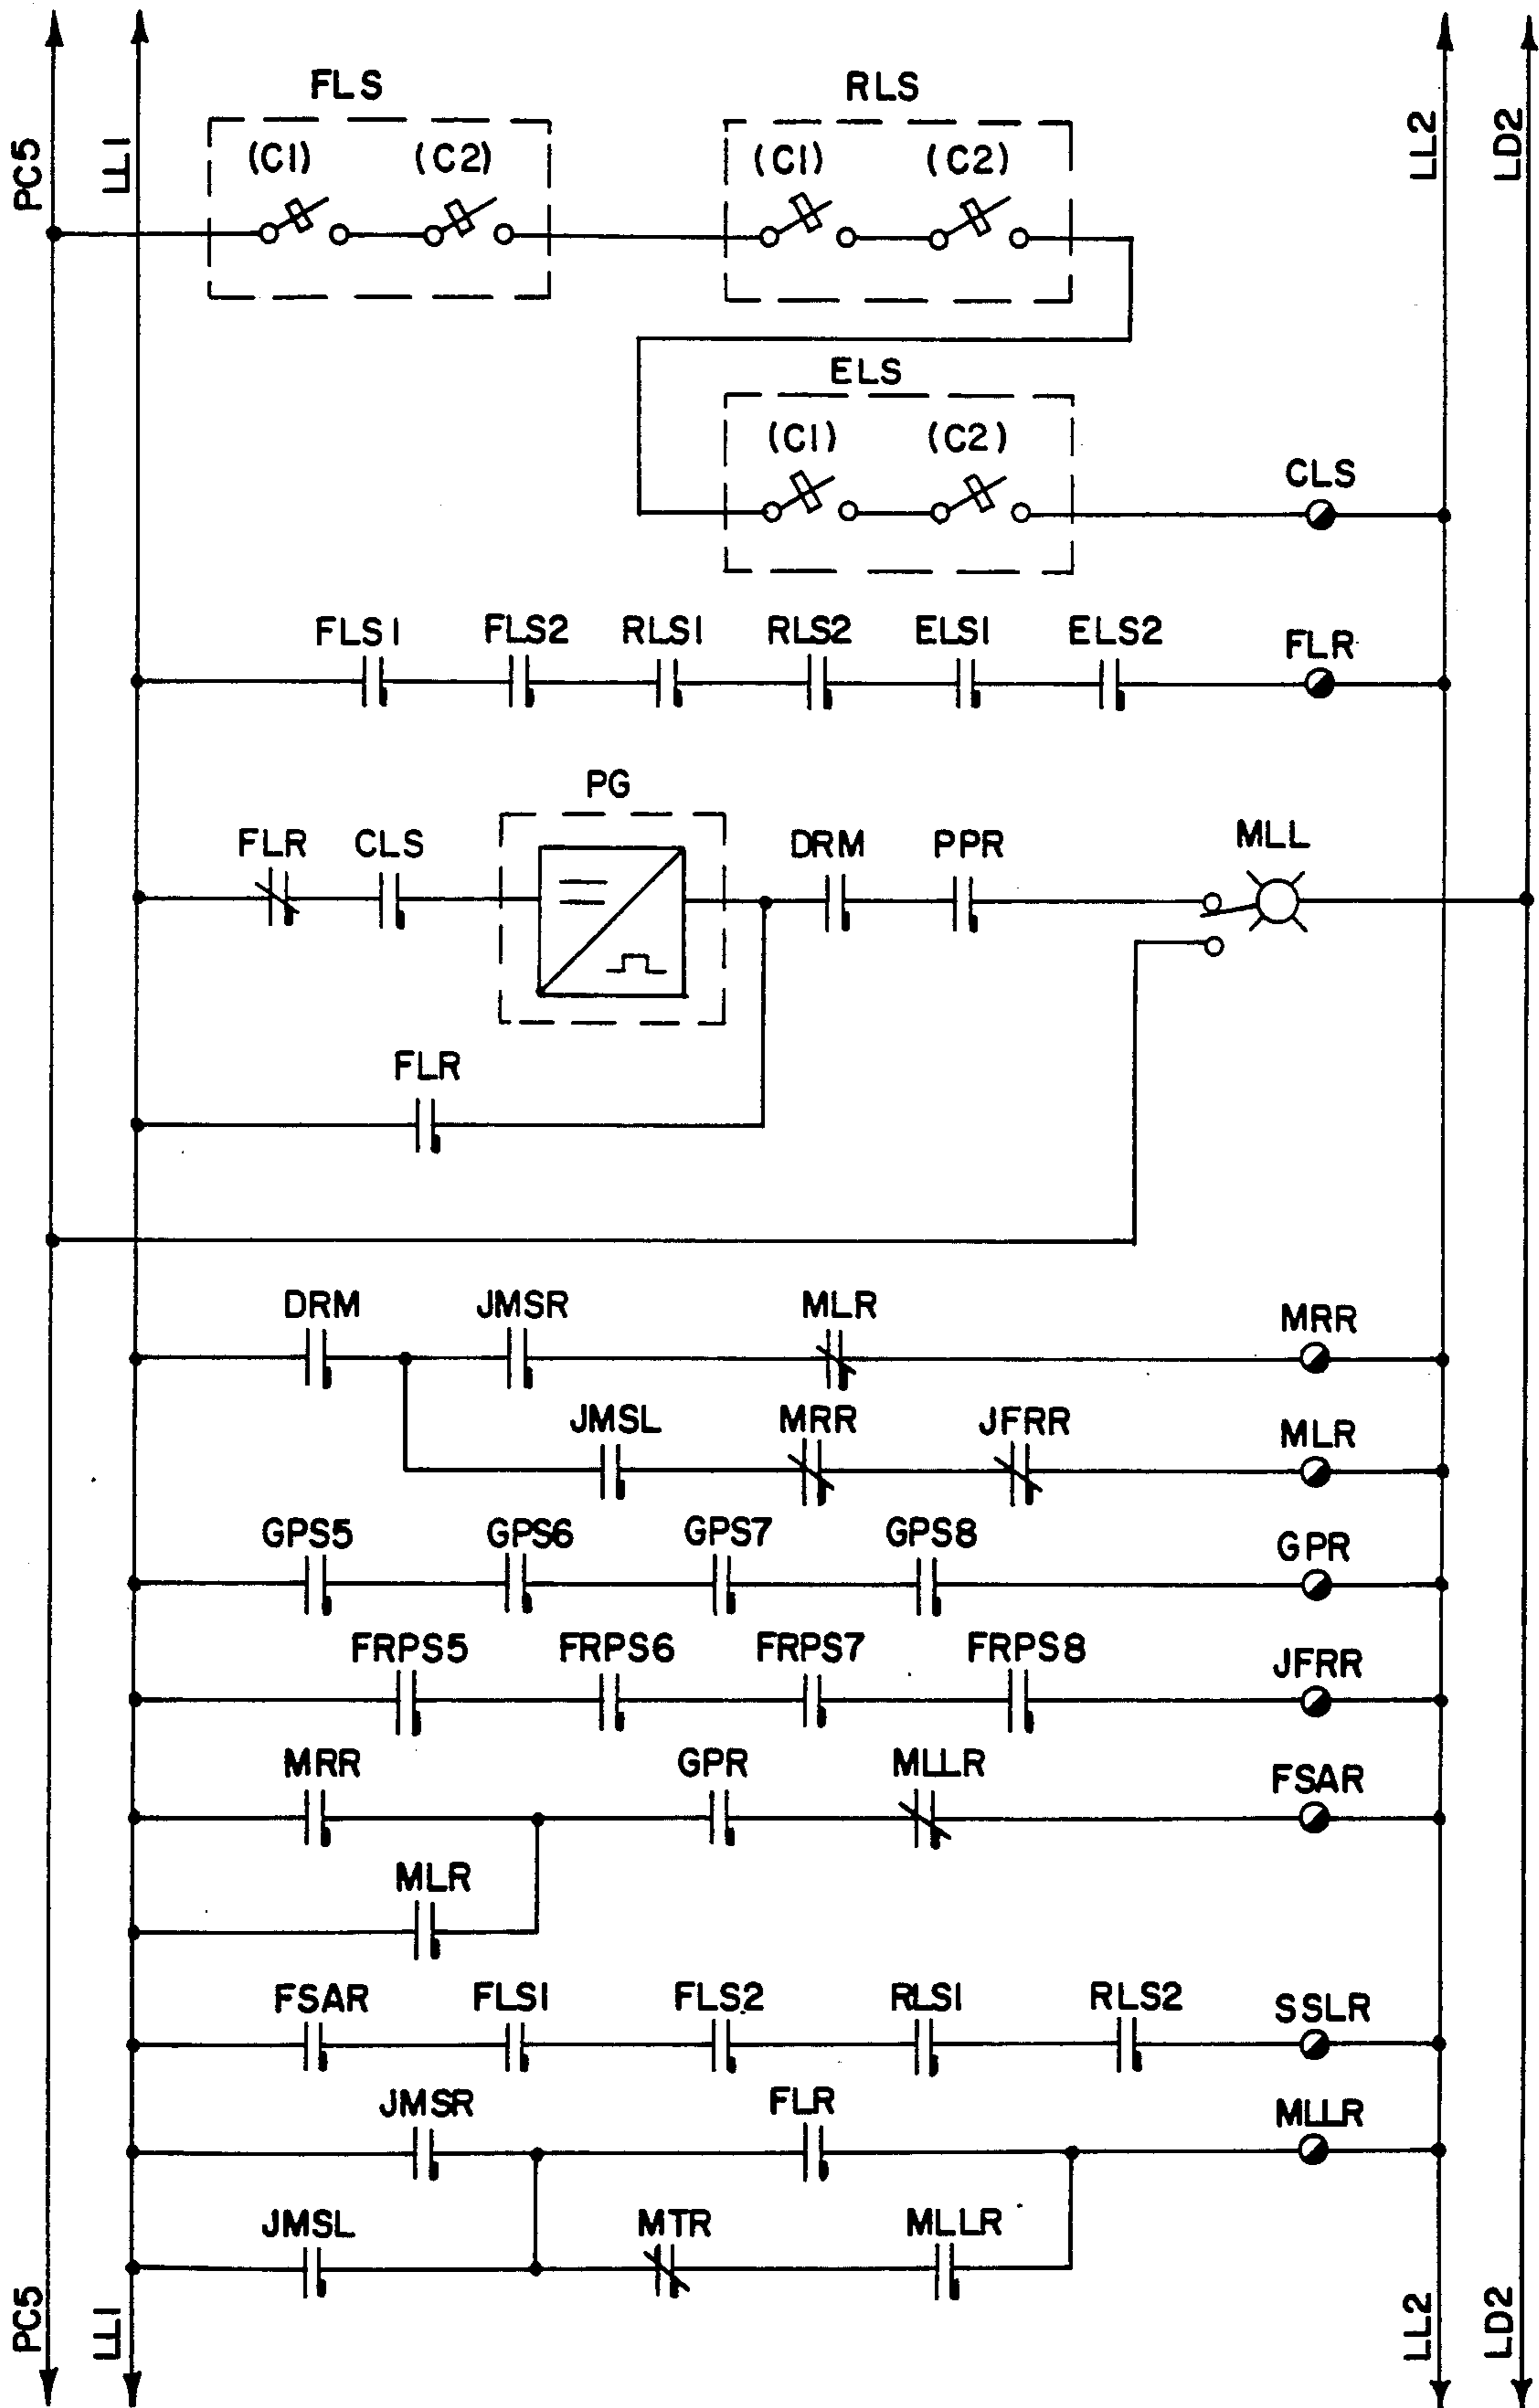 PC5
LL1
LL2
LD2
FLS
RLS
(C1) (C2)
(C1) (C2)
ELS
(C1) (C2)
CLS
FLS1 FLS2 RLS1 RLS2 ELS1 ELS2 FLR
PG
FLR CLS DRM PPR MLL
FLR
DRM JMSR MLR MRR
JMSL MRR JFRR MLR
GPS5 GPS6 GPS7 GPS8 GPR
FRPS5 FRPS6 FRPS7 FRPS8 JFRR
MRR GPR MLLR FSAR
MLR
FSAR FLS1 FLS2 RLS1 RLS2 SSLR
JMSR FLR MLLR
JMSL MTR MLLR
PC5
LL1
LL2
LD2